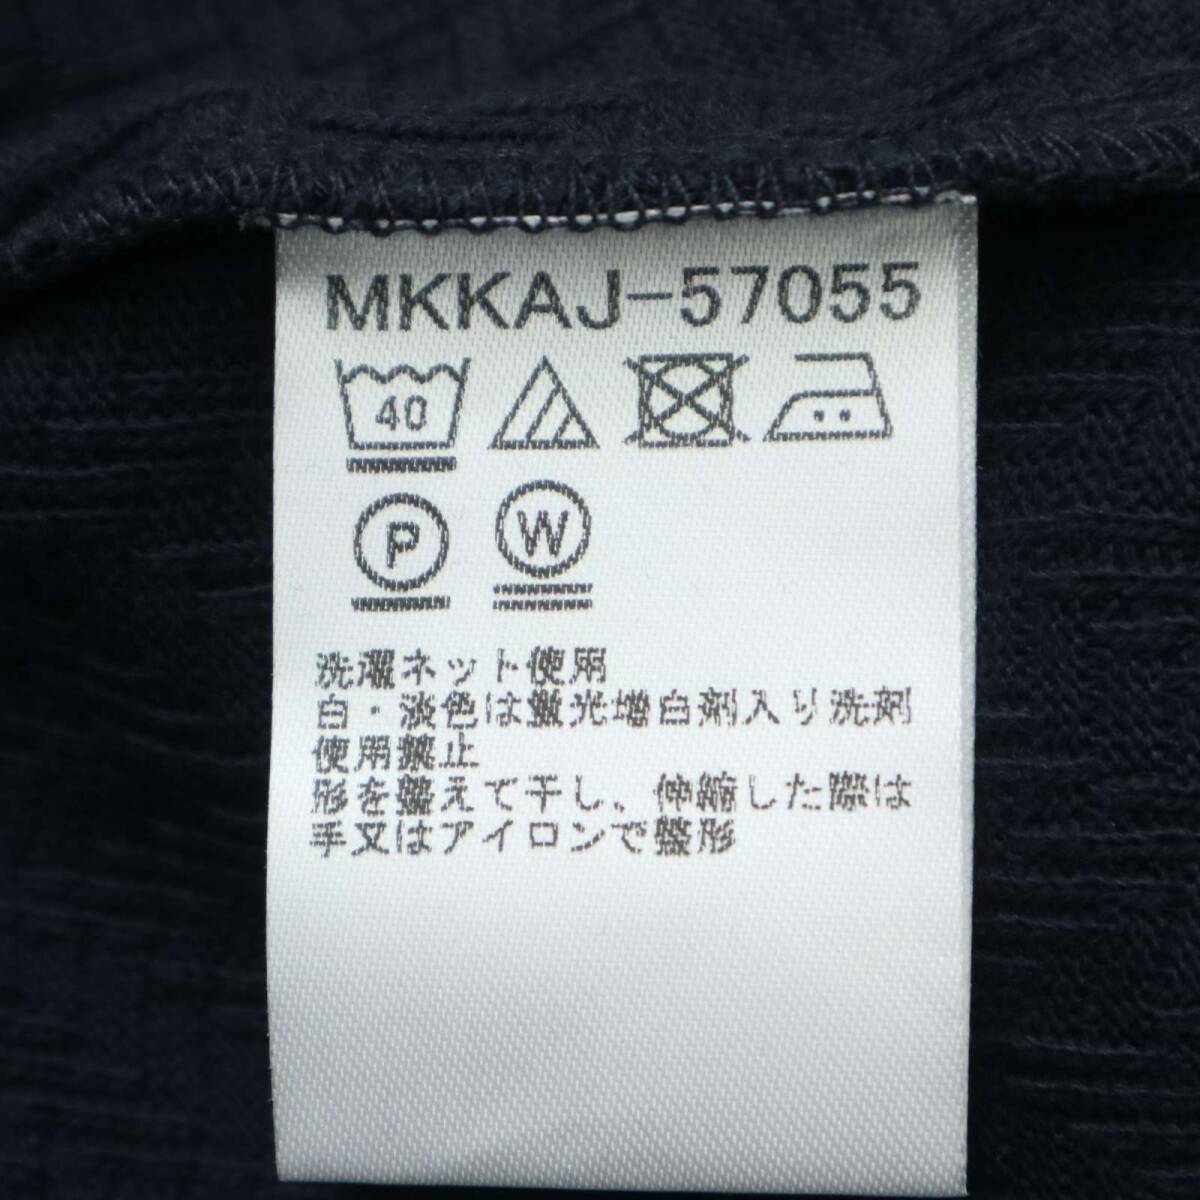 MKKAJ-57055
40
P W
洗濯ネット使用
白・淡色は蛍光増白剤入り洗剤
使用禁止
形を整えて干し、伸縮した際は
手又はアイロンで整形